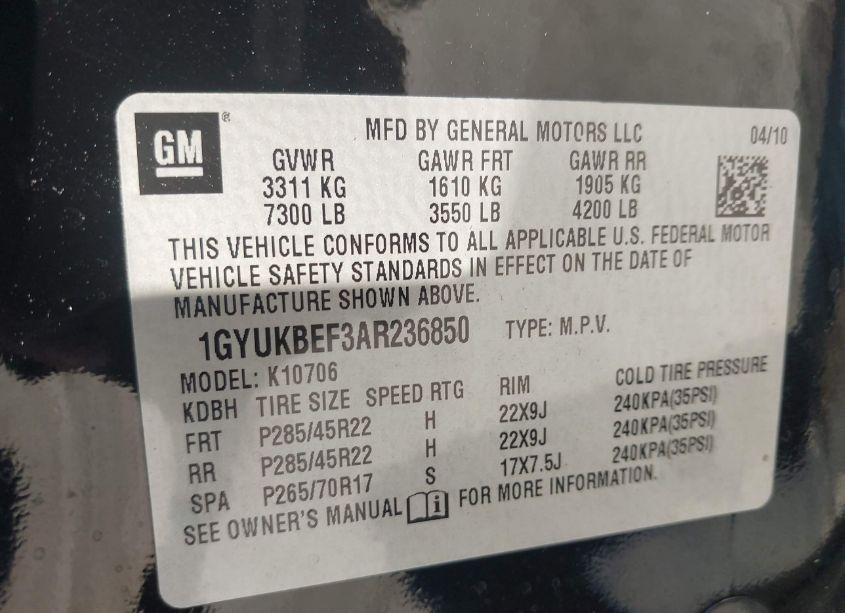 GM®
MFD BY GENERAL MOTORS LLC 04/10
GVWR GAWR FRT GAWR RR
3311 KG 1610 KG 1905 KG
7300 LB 3550 LB 4200 LB
THIS VEHICLE CONFORMS TO ALL APPLICABLE U.S. FEDERAL MOTOR
VEHICLE SAFETY STANDARDS IN EFFECT ON THE DATE OF
MANUFACTURE SHOWN ABOVE.
1GYUKBEF3AR236850 TYPE: M.P.V.
MODEL: K10706
KDBH TIRE SIZE SPEED RTG RIM COLD TIRE PRESSURE
FRT P285/45R22 H 22X9J 240KPA(35PSI)
RR P285/45R22 H 22X9J 240KPA(35PSI)
SPA P265/70R17 S 17X7.5J 240KPA(35PSI)
SEE OWNER'S MANUAL FOR MORE INFORMATION.